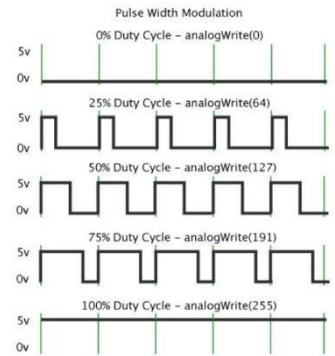 Pulse Width Modulation
0% Duty Cycle – analogWrite(0)
5v
0v
25% Duty Cycle – analogWrite(64)
5v
0v
50% Duty Cycle – analogWrite(127)
5v
0v
75% Duty Cycle – analogWrite(191)
5v
0v
100% Duty Cycle – analogWrite(255)
5v
0v